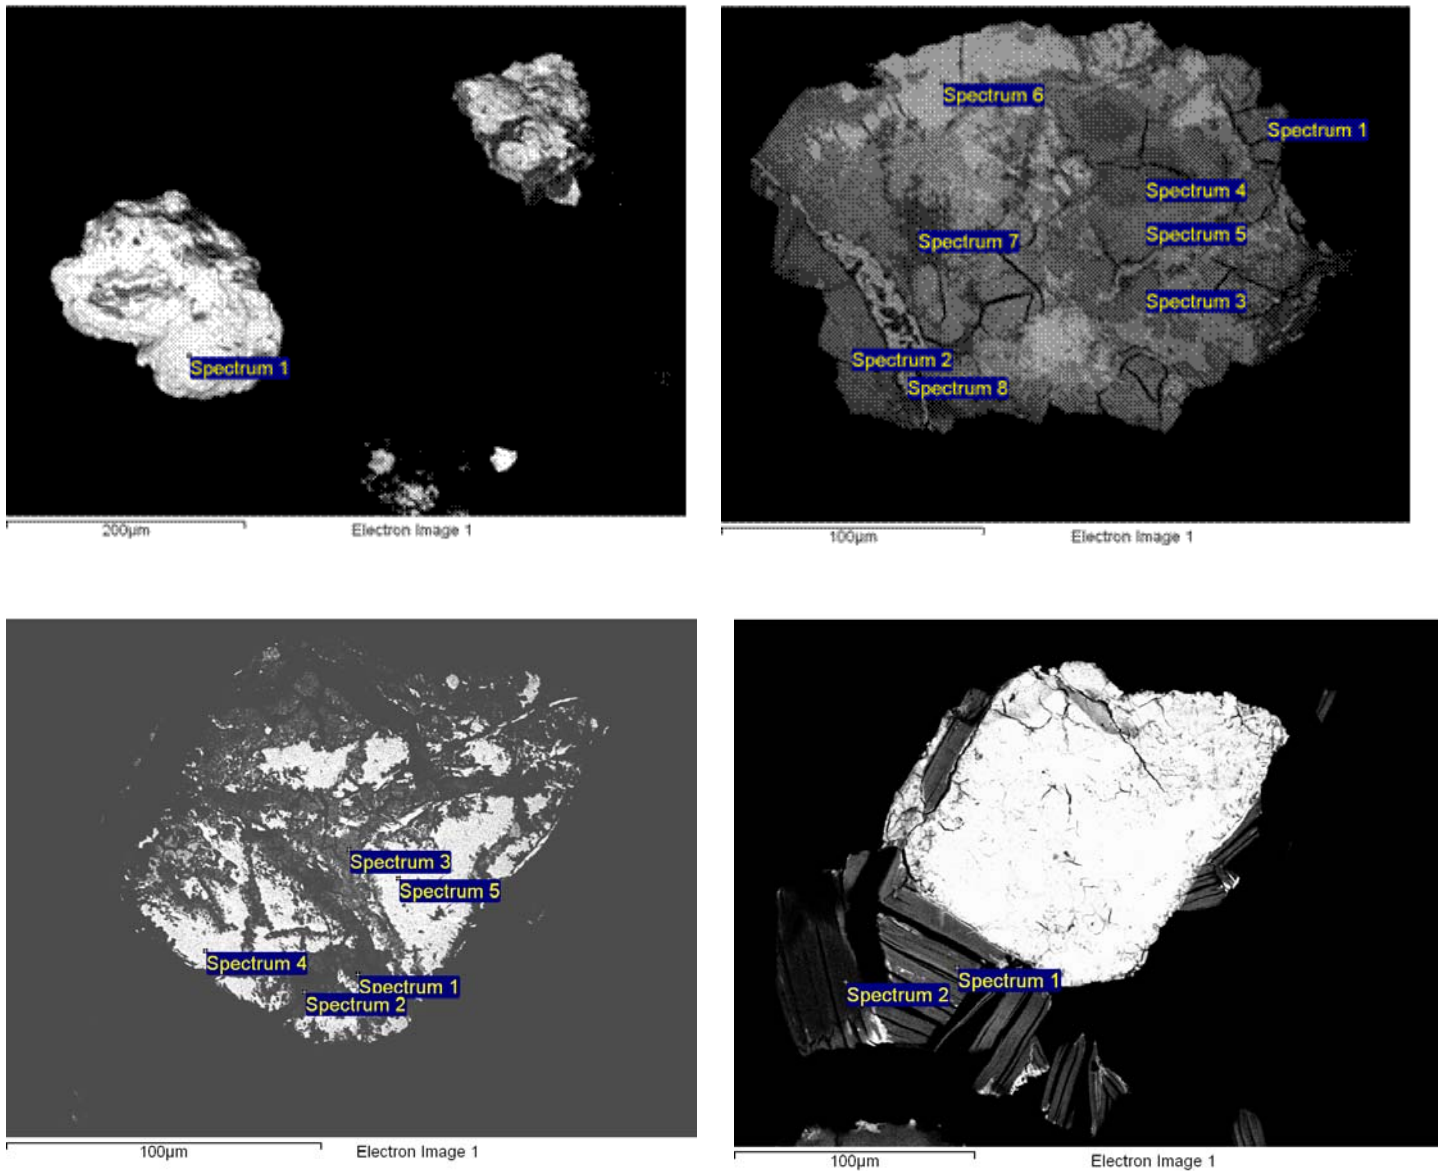 Spectrum 1
200µm
Electron Image 1
Spectrum 6
Spectrum 1
Spectrum 4
Spectrum 5
Spectrum 7
Spectrum 3
Spectrum 2
Spectrum 8
100µm
Electron Image 1
Spectrum 3
Spectrum 5
Spectrum 4
Spectrum 1
Spectrum 2
100µm
Electron Image 1
Spectrum 1
Spectrum 2
100µm
Electron Image 1